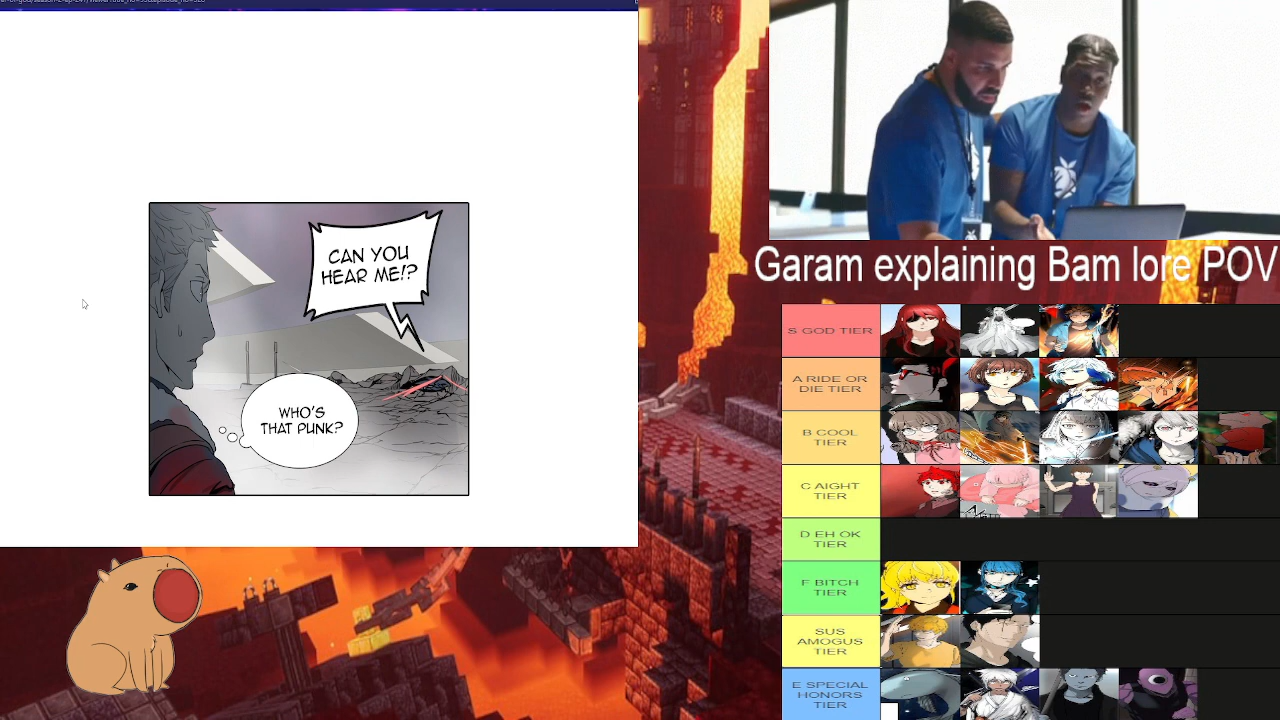 CAN YOU
HEAR ME!?
WHO'S
THAT PUNK?
Garam explaining Bam lore POV
S GOD TIER
A RIDE OR
DIE TIER
B COOL
TIER
C AIGHT
TIER
D EH OK
TIER
F BITCH
TIER
SUS
AMOGUS
TIER
E SPECIAL
HONORS
TIER